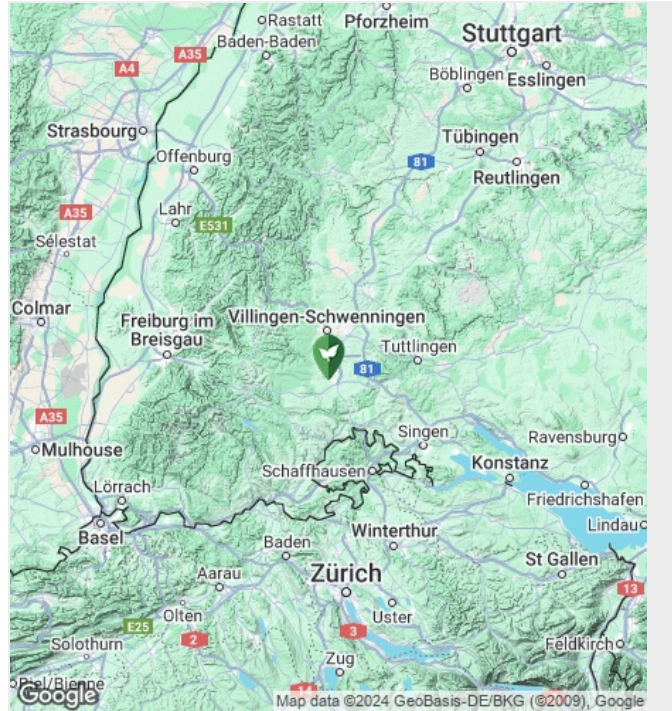 Rastatt
Pforzheim
A35
Baden-Baden
A4
Stuttgart
Böblingen
Esslingen
Strasbourg
Offenburg
81
Tübingen
Reutlingen
Lahr
A35
E531
Sélestat
Colmar
Freiburg im
Breisgau
Villingen-Schwenningen
Tuttlingen
81
A35
Mulhouse
Singen
Ravensburg
Schaffhausen
Konstanz
Friedrichshafen
Lörrach
Lindau
Basel
Baden
Winterthur
St Gallen
Aarau
Zürich
13
Olten
Uster
E25
2
3
Solothurn
Feldkirch
Zug
Biel/Bienne
14
Google
Map data ©2024 GeoBasis-DE/BKG (©2009), Google